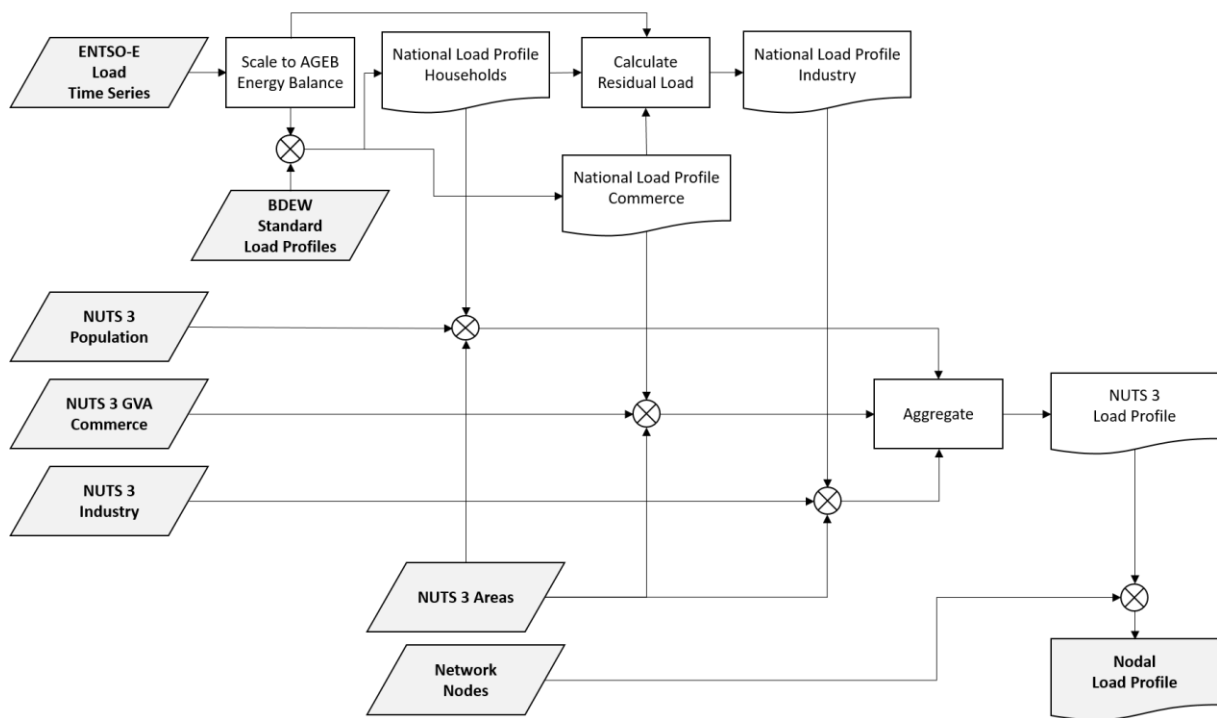 ENTSO-E
Load
Time Series
Scale to AGEB
Energy Balance
National Load Profile
Households
Calculate
Residual Load
National Load Profile
Industry
BDEW
Standard
Load Profiles
National Load Profile
Commerce
NUTS 3
Population
NUTS 3 GVA
Commerce
Aggregate
NUTS 3
Load Profile
NUTS 3
Industry
NUTS 3 Areas
Network
Nodes
Nodal
Load Profile